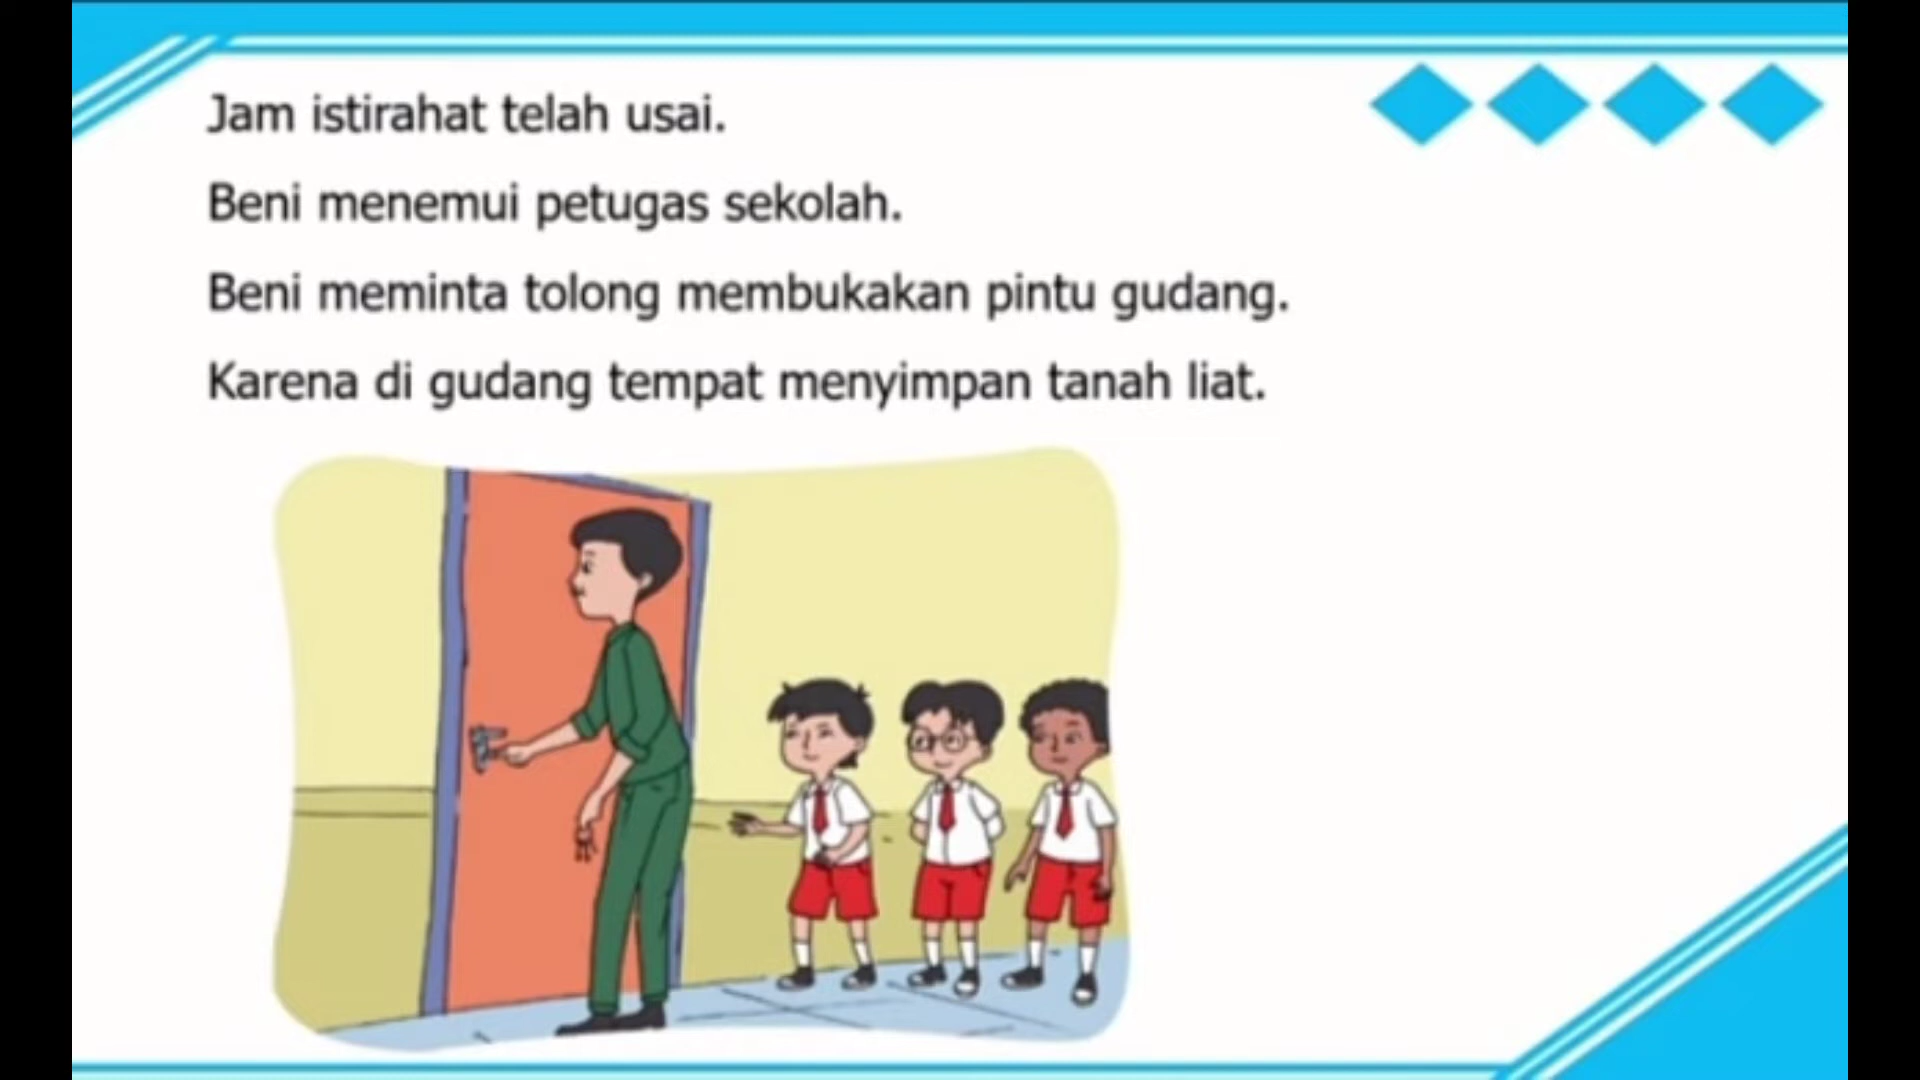 Jam istirahat telah usai.
Beni menemui petugas sekolah.
Beni meminta tolong membukakan pintu gudang.
Karena di gudang tempat menyimpan tanah liat.